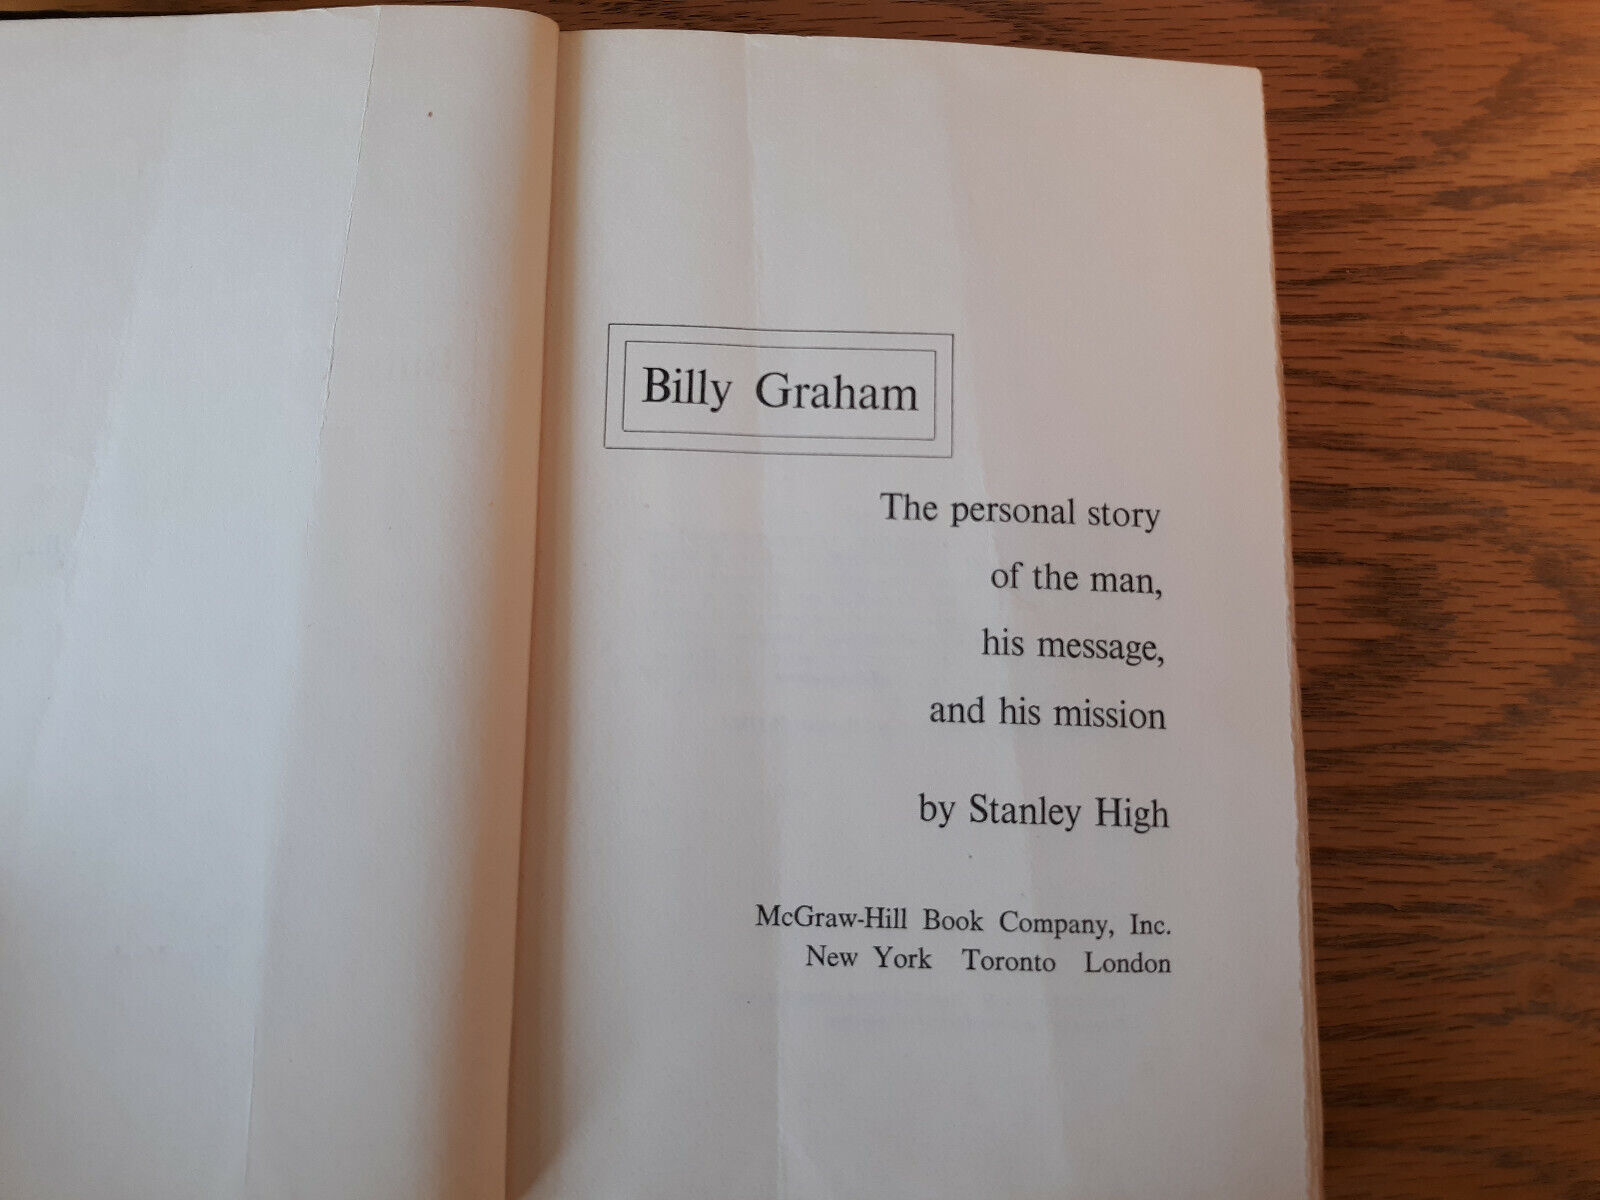 Billy Graham
The personal story
of the man,
his message,
and his mission
by Stanley High
McGraw-Hill Book Company, Inc.
New York Toronto London